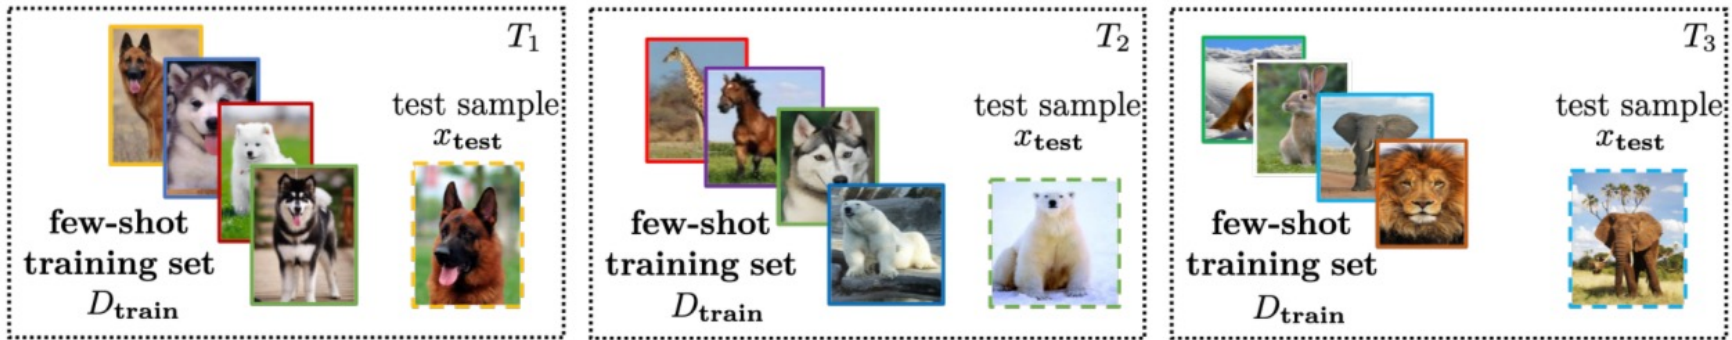 T1
test sample
xtest
few-shot
training set
Dtrain
T2
test sample
xtest
few-shot
training set
Dtrain
T3
test sample
xtest
few-shot
training set
Dtrain